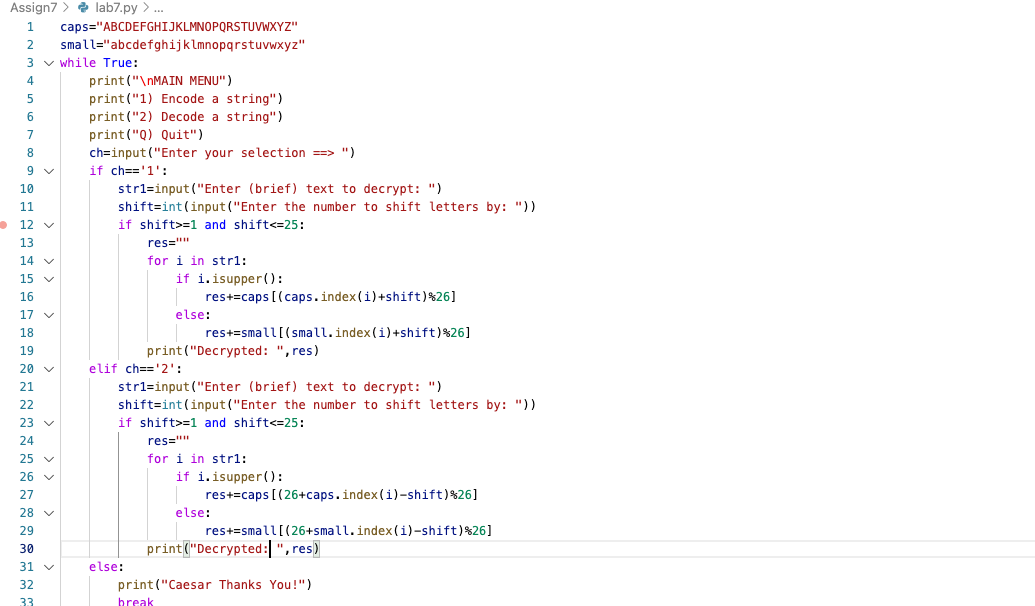 Assign7 > lab7.py > ...
1 caps="ABCDEFGHIJKLMNOPQRSTUVWXYZ"
2 small="abcdefghijklmnopqrstuvwxyz"
3 while True:
4     print("\nMAIN MENU")
5     print("1) Encode a string")
6     print("2) Decode a string")
7     print("Q) Quit")
8     ch=input("Enter your selection ==> ")
9     if ch=='1':
10         str1=input("Enter (brief) text to decrypt: ")
11         shift=int(input("Enter the number to shift letters by: "))
12         if shift>=1 and shift<=25:
13             res=""
14             for i in str1:
15                 if i.isupper():
16                     res+=caps[(caps.index(i)+shift)%26]
17                 else:
18                     res+=small[(small.index(i)+shift)%26]
19             print("Decrypted: ",res)
20     elif ch=='2':
21         str1=input("Enter (brief) text to decrypt: ")
22         shift=int(input("Enter the number to shift letters by: "))
23         if shift>=1 and shift<=25:
24             res=""
25             for i in str1:
26                 if i.isupper():
27                     res+=caps[(26+caps.index(i)-shift)%26]
28                 else:
29                     res+=small[(26+small.index(i)-shift)%26]
30             print("Decrypted: ",res)
31     else:
32         print("Caesar Thanks You!")
33         break